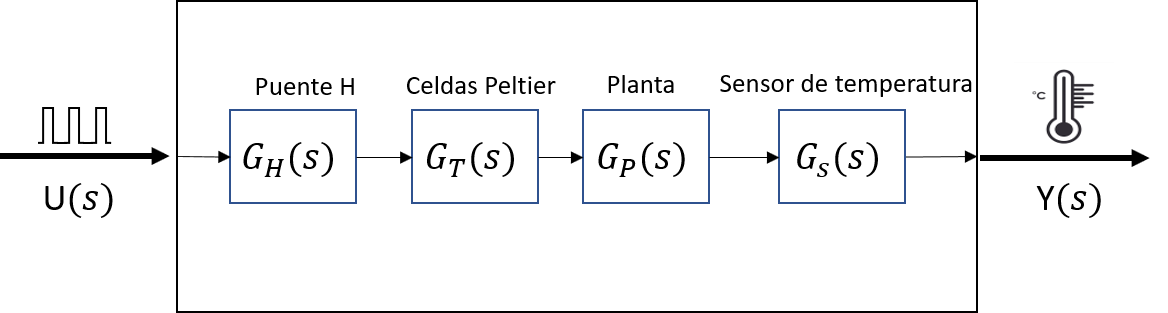 Puente H
Celdas Peltier
Planta
Sensor de temperatura
°C
G_H(s)
G_T(s)
G_P(s)
G_s(s)
U(s)
Y(s)